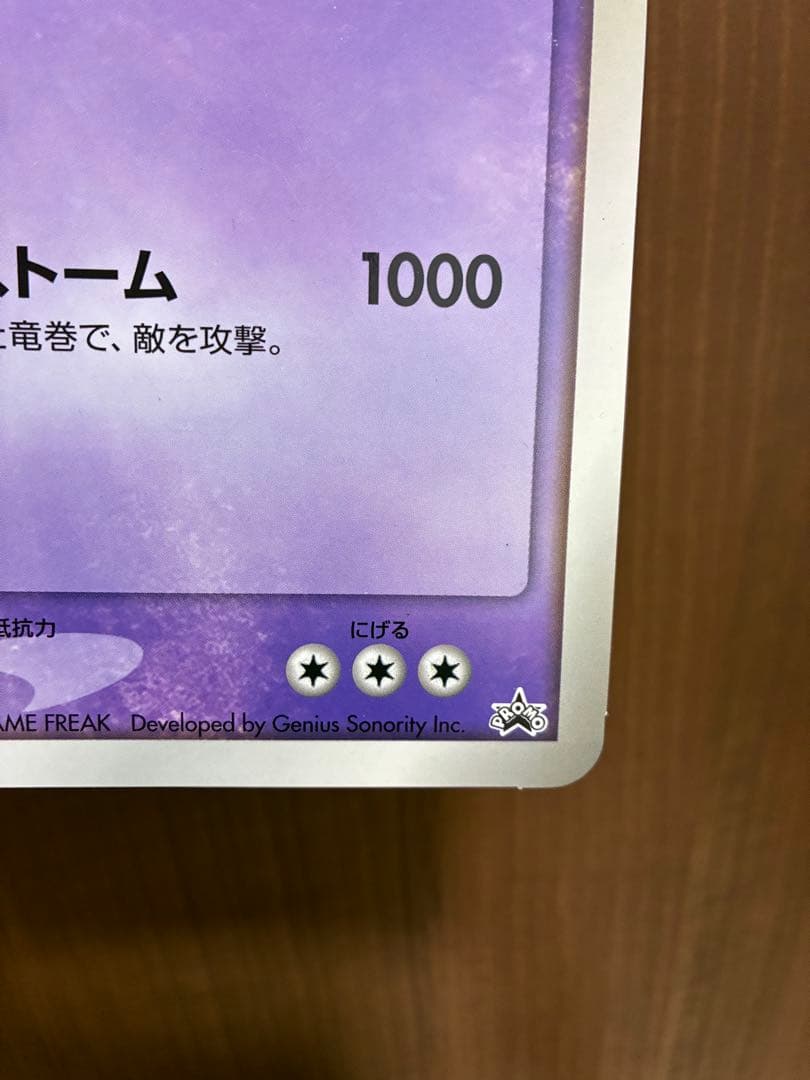 ストーム 1000
竜巻で、敵を攻撃。
抵抗力 にげる
AME FREAK Developed by Genius Sonority Inc.
PROMO